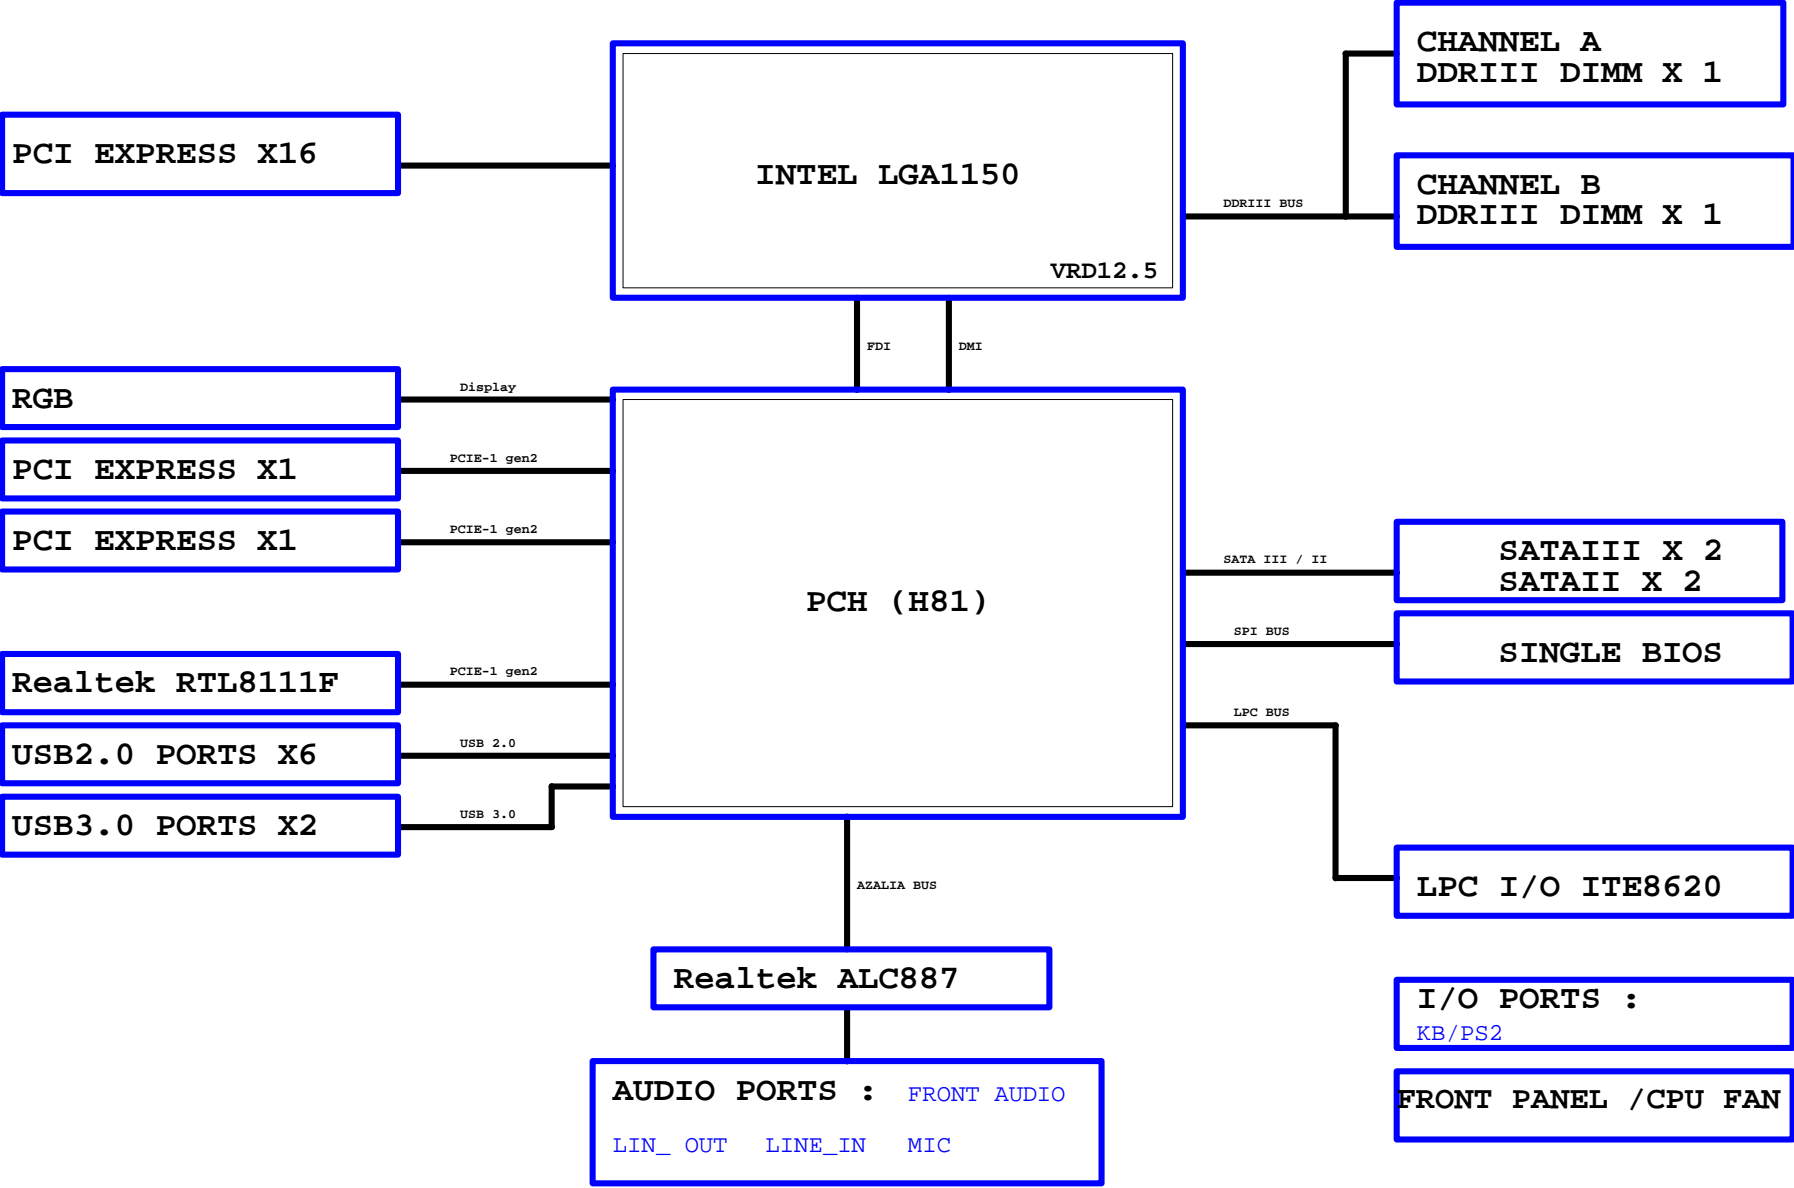 CHANNEL A
DDRIII DIMM X 1
PCI EXPRESS X16
INTEL LGA1150
CHANNEL B
DDRIII DIMM X 1
DDRIII BUS
VRD12.5
FDI
DMI
RGB
Display
PCI EXPRESS X1
PCIE-1 gen2
PCI EXPRESS X1
PCIE-1 gen2
SATA III / II
SATAIII X 2
SATAII X 2
PCH (H81)
SPI BUS
SINGLE BIOS
Realtek RTL8111F
PCIE-1 gen2
LPC BUS
USB2.0 PORTS X6
USB 2.0
USB3.0 PORTS X2
USB 3.0
AZALIA BUS
LPC I/O ITE8620
Realtek ALC887
I/O PORTS :
KB/PS2
AUDIO PORTS : FRONT AUDIO
LIN_ OUT LINE_IN MIC
FRONT PANEL /CPU FAN